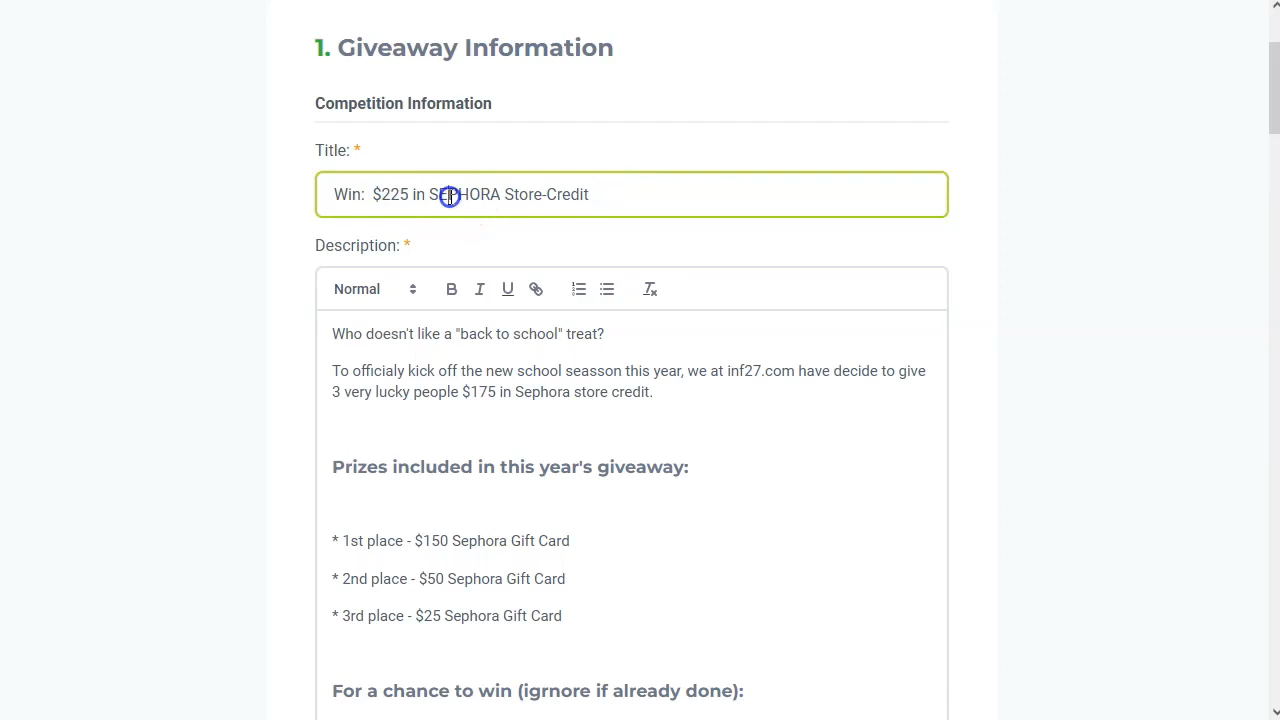 1. Giveaway Information
Competition Information
Title: *
Win:  $225 in SEPHORA Store-Credit
Description: *
Normal
Who doesn't like a "back to school" treat?
To officialy kick off the new school seasson this year, we at inf27.com have decide to give
3 very lucky people $175 in Sephora store credit.
Prizes included in this year's giveaway:
* 1st place - $150 Sephora Gift Card
* 2nd place - $50 Sephora Gift Card
* 3rd place - $25 Sephora Gift Card
For a chance to win (igrnore if already done):